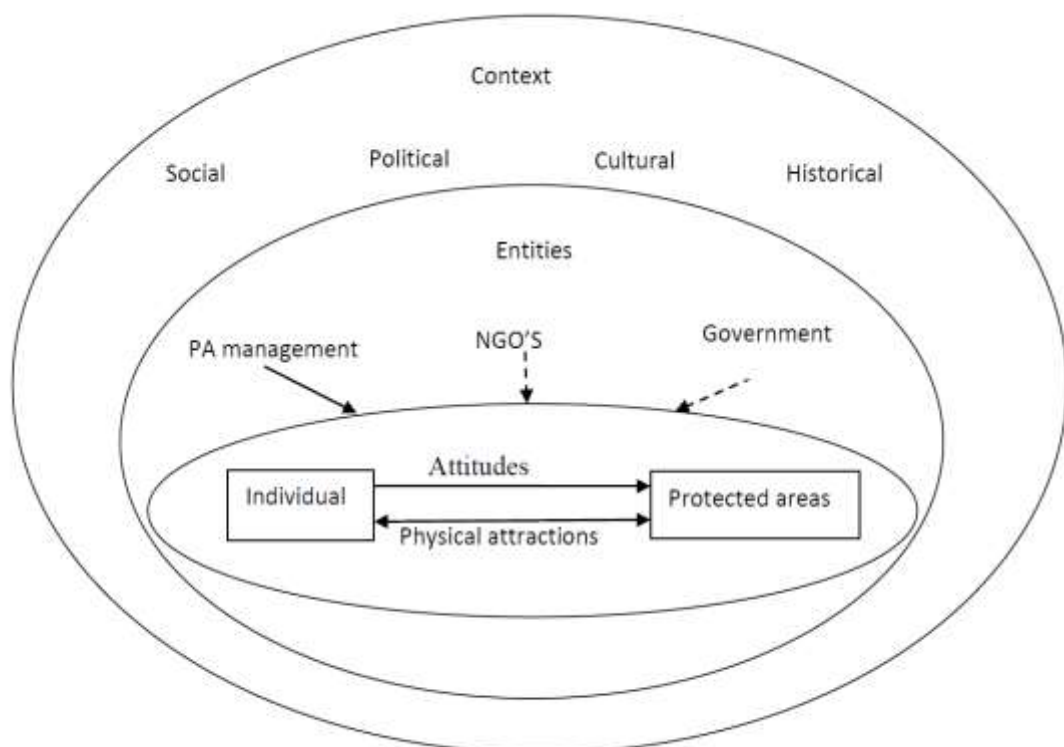 Context
Social
Political
Cultural
Historical
Entities
PA management
NGO'S
Government
Attitudes
Individual
Protected areas
Physical attractions